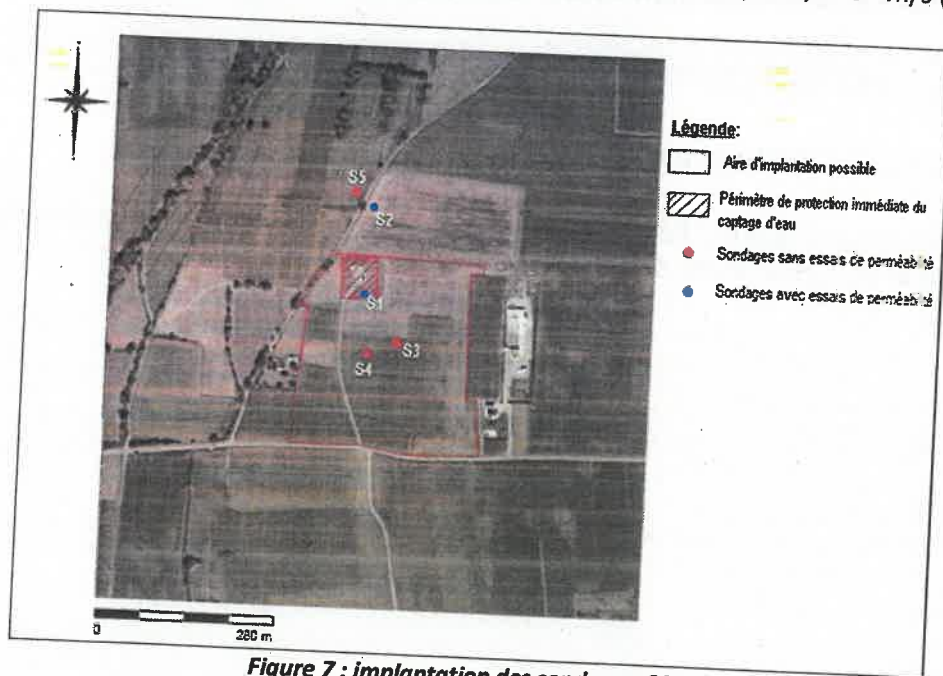 Légende:
Aire d'implantation possible
Périmètre de protection immédiate du
captage d'eau
Sondages sans essais de perméabilité
Sondages avec essais de perméabilité
S5
S2
S1
S3
S4
0
280 m
Figure 7 : implantation des